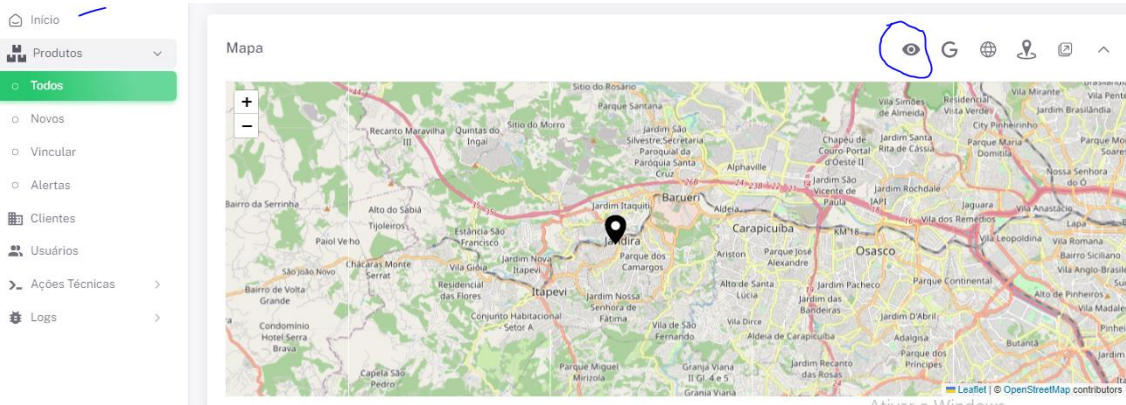 Início
Produtos
Todos
Novos
Vincular
Alertas
Clientes
Usuários
Ações Técnicas
Logs
Mapa
G
+
−
Sitio do Rosário
Parque Santana
Recanto Maravilha III
Quintas do Ingaí
Sitio do Morro
Jardim São Silvestre;Secretaria Paroquial da Paróquia Santa Cruz
Alphaville
Vila Simões de Almeida
Residencial Vista Verde
Vila Mirante
Jardim Brasilândia
City Pinheirinho
Chapéu de Couro-Portal d'Oeste II
Jardim Santa Rita de Cássia
Parque Maria Domitila
Nossa Senhora do Ó
Bairro da Serrinha
Alto do Sabiá
Tijoleiros
Jardim Itaquiti
Barueri
Aldeia
Jardim São Vicente de Paula
Jardim Rochdale
IAPI
Jaguara
Vila Anastácio
Lapa
Paiol Velho
Estância São Francisco
Jandira
Carapicuíba
KM 18
Vila dos Remédios
Osasco
Vila Leopoldina
Vila Romana
Bairro Siciliano
São João Novo
Chácaras Monte Serrat
Vila Gióia
Jardim Nova Itapevi
Parque dos Camargos
Ariston
Parque José Alexandre
Bairro de Volta Grande
Residencial das Flores
Itapevi
Jardim Nossa Senhora de Fátima
Alto de Santa Lucia
Jardim Pacheco
Parque Continental
Alto de Pinheiros
Condomínio Hotel Serra Brava
Conjunto Habitacional Setor A
Vila de São Fernando
Vila Dirce
Aldeia de Carapicuíba
Jardim das Bandeiras
Jardim D'Abril
Adalgisa
Butantã
Capela São Pedro
Parque Miguel Mirizola
Granja Viana II Gl. 4 e 5
Granja Viana
Jardim Recanto das Rosas
Parque dos Príncipes
Leaflet | © OpenStreetMap contributors